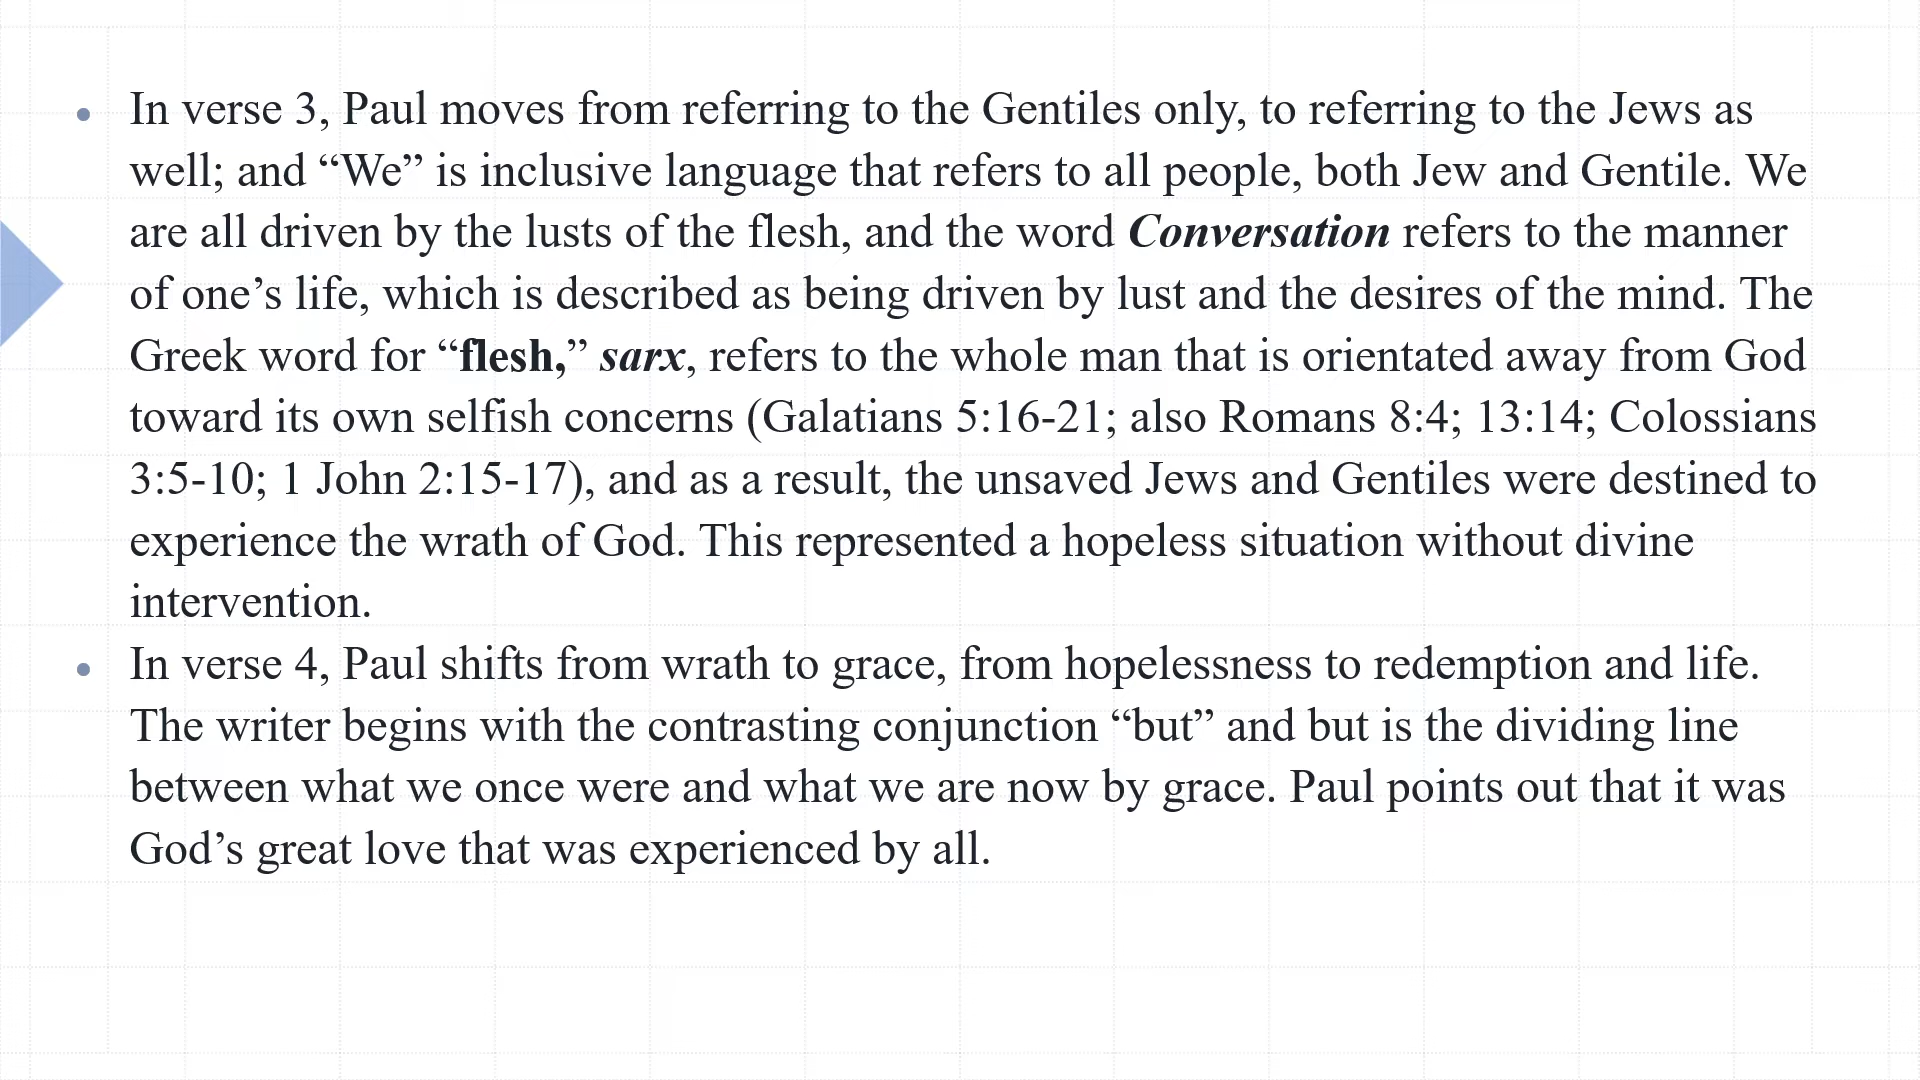 In verse 3, Paul moves from referring to the Gentiles only, to referring to the Jews as
well; and “We” is inclusive language that refers to all people, both Jew and Gentile. We
are all driven by the lusts of the flesh, and the word Conversation refers to the manner
of one’s life, which is described as being driven by lust and the desires of the mind. The
Greek word for “flesh,” sarx, refers to the whole man that is orientated away from God
toward its own selfish concerns (Galatians 5:16-21; also Romans 8:4; 13:14; Colossians
3:5-10; 1 John 2:15-17), and as a result, the unsaved Jews and Gentiles were destined to
experience the wrath of God. This represented a hopeless situation without divine
intervention.
In verse 4, Paul shifts from wrath to grace, from hopelessness to redemption and life.
The writer begins with the contrasting conjunction “but” and but is the dividing line
between what we once were and what we are now by grace. Paul points out that it was
God’s great love that was experienced by all.